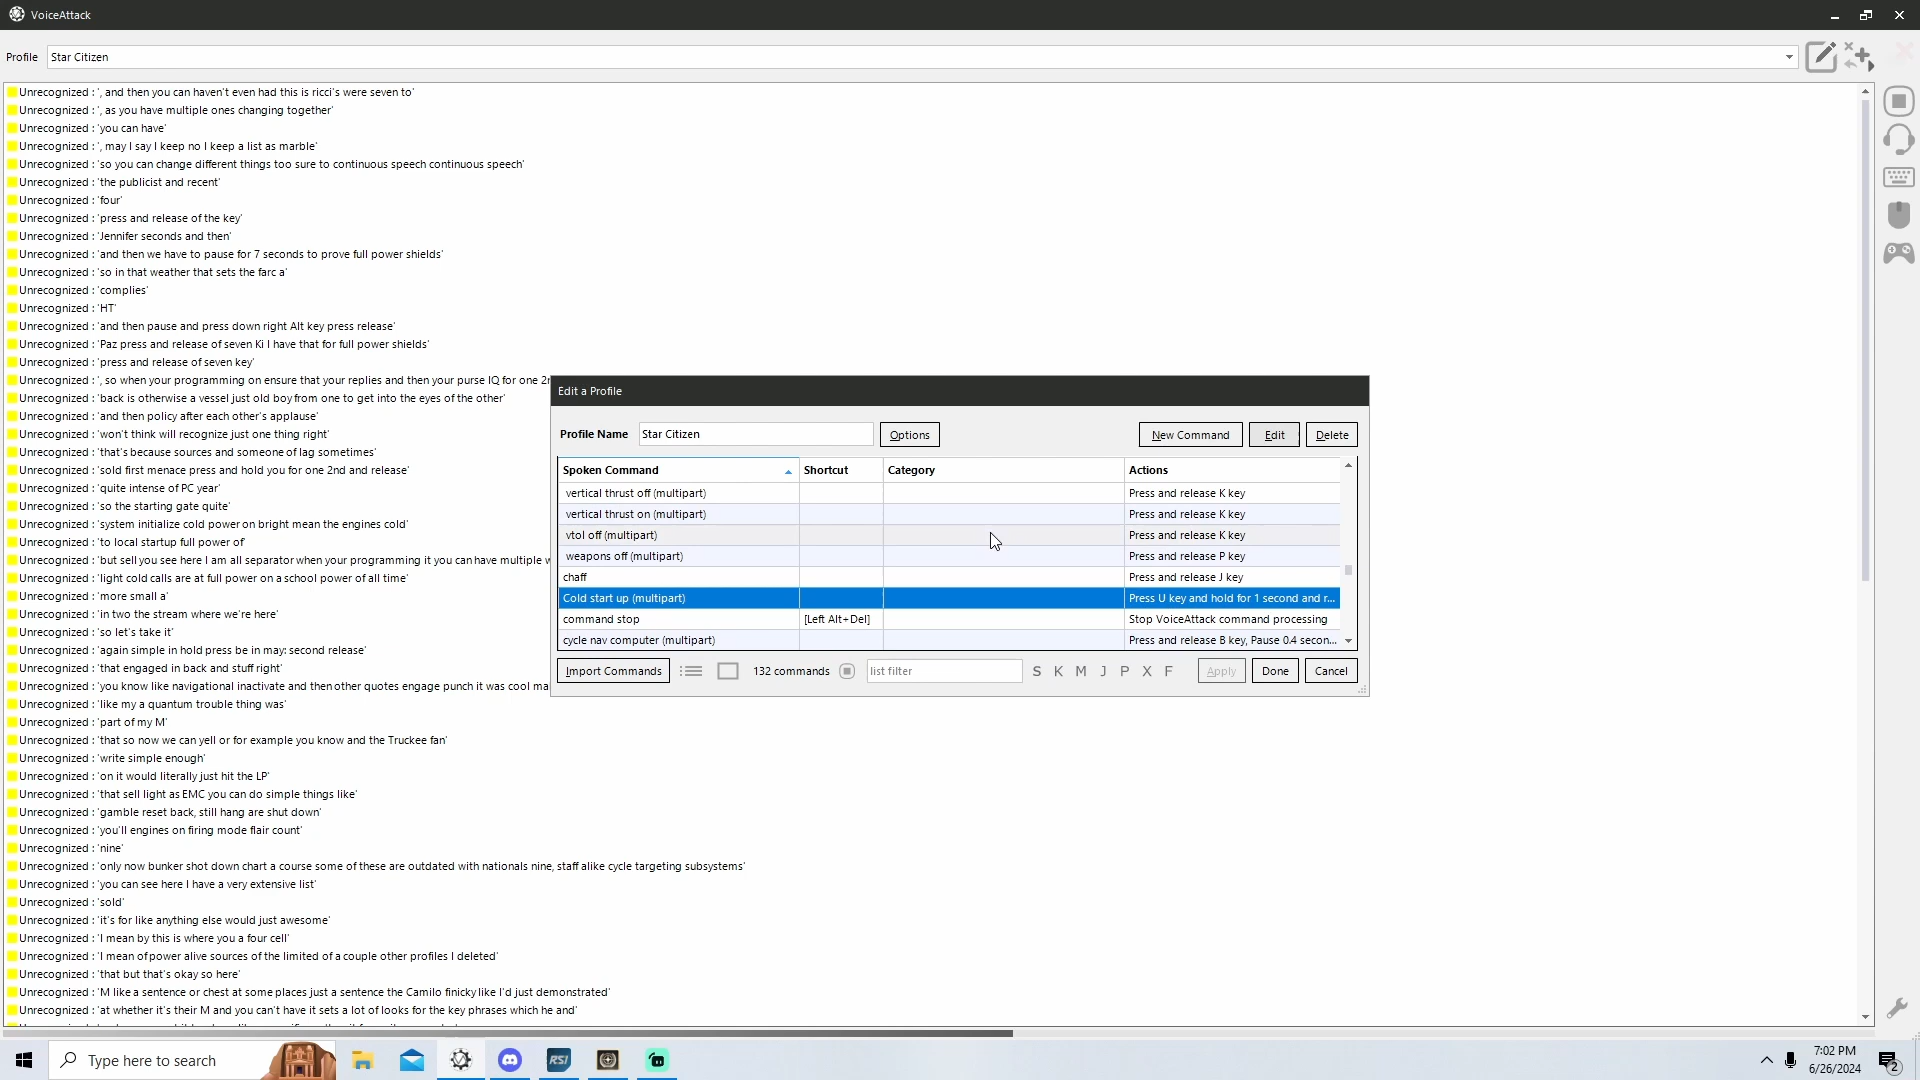 VoiceAttack
Profile Star Citizen
Unrecognized : ', and then you can haven't even had this is ricci's were seven to'
Unrecognized : ', as you have multiple ones changing together'
Unrecognized : 'you can have'
Unrecognized : ', may I say I keep no I keep a list as marble'
Unrecognized : 'so you can change different things too sure to continuous speech continuous speech'
Unrecognized : 'the publicist and recent'
Unrecognized : 'four'
Unrecognized : 'press and release of the key'
Unrecognized : 'Jennifer seconds and then'
Unrecognized : 'and then we have to pause for 7 seconds to prove full power shields'
Unrecognized : 'so in that weather that sets the farc a'
Unrecognized : 'complies'
Unrecognized : 'HT'
Unrecognized : 'and then pause and press down right Alt key press release'
Unrecognized : 'Paz press and release of seven Ki I have that for full power shields'
Unrecognized : 'press and release of seven key'
Unrecognized : ', so when your programming on ensure that your replies and then your purse IQ for one 2n
Unrecognized : 'back is otherwise a vessel just old boy from one to get into the eyes of the other'
Unrecognized : 'and then policy after each other's applause'
Unrecognized : 'won't think will recognize just one thing right'
Unrecognized : 'that's because sources and someone of lag sometimes'
Unrecognized : 'sold first menace press and hold you for one 2nd and release'
Unrecognized : 'quite intense of PC year'
Unrecognized : 'so the starting gate quite'
Unrecognized : 'system initialize cold power on bright mean the engines cold'
Unrecognized : 'to local startup full power of'
Unrecognized : 'but sell you see here I am all separator when your programming it you can have multiple w
Unrecognized : 'light cold calls are at full power on a school power of all time'
Unrecognized : 'more small a'
Unrecognized : 'in two the stream where we're here'
Unrecognized : 'so let's take it'
Unrecognized : 'again simple in hold press be in may: second release'
Unrecognized : 'that engaged in back and stuff right'
Unrecognized : 'you know like navigational inactivate and then other quotes engage punch it was cool ma
Unrecognized : 'like my a quantum trouble thing was'
Unrecognized : 'part of my M'
Unrecognized : 'that so now we can yell or for example you know and the Truckee fan'
Unrecognized : 'write simple enough'
Unrecognized : 'on it would literally just hit the LP'
Unrecognized : 'that sell light as EMC you can do simple things like'
Unrecognized : 'gamble reset back, still hang are shut down'
Unrecognized : 'you'll engines on firing mode flair count'
Unrecognized : 'nine'
Unrecognized : 'only now bunker shot down chart a course some of these are outdated with nationals nine, staff alike cycle targeting subsystems'
Unrecognized : 'you can see here I have a very extensive list'
Unrecognized : 'sold'
Unrecognized : 'it's for like anything else would just awesome'
Unrecognized : 'I mean by this is where you a four cell'
Unrecognized : 'I mean of power alive sources of the limited of a couple other profiles I deleted'
Unrecognized : 'that but that's okay so here'
Unrecognized : 'M like a sentence or chest at some places just a sentence the Camilo finicky like I'd just demonstrated'
Unrecognized : 'at whether it's their M and you can't have it sets a lot of looks for the key phrases which he and'
Edit a Profile
Profile Name Star Citizen Options New Command Edit Delete
Spoken Command Shortcut Category Actions
vertical thrust off (multipart) Press and release K key
vertical thrust on (multipart) Press and release K key
vtol off (multipart) Press and release K key
weapons off (multipart) Press and release P key
chaff Press and release J key
Cold start up (multipart) Press U key and hold for 1 second and r...
command stop [Left Alt+Del] Stop VoiceAttack command processing
cycle nav computer (multipart) Press and release B key, Pause 0.4 secon...
Import Commands 132 commands list filter S K M J P X F Apply Done Cancel
Type here to search
RSI
7:02 PM
6/26/2024
2